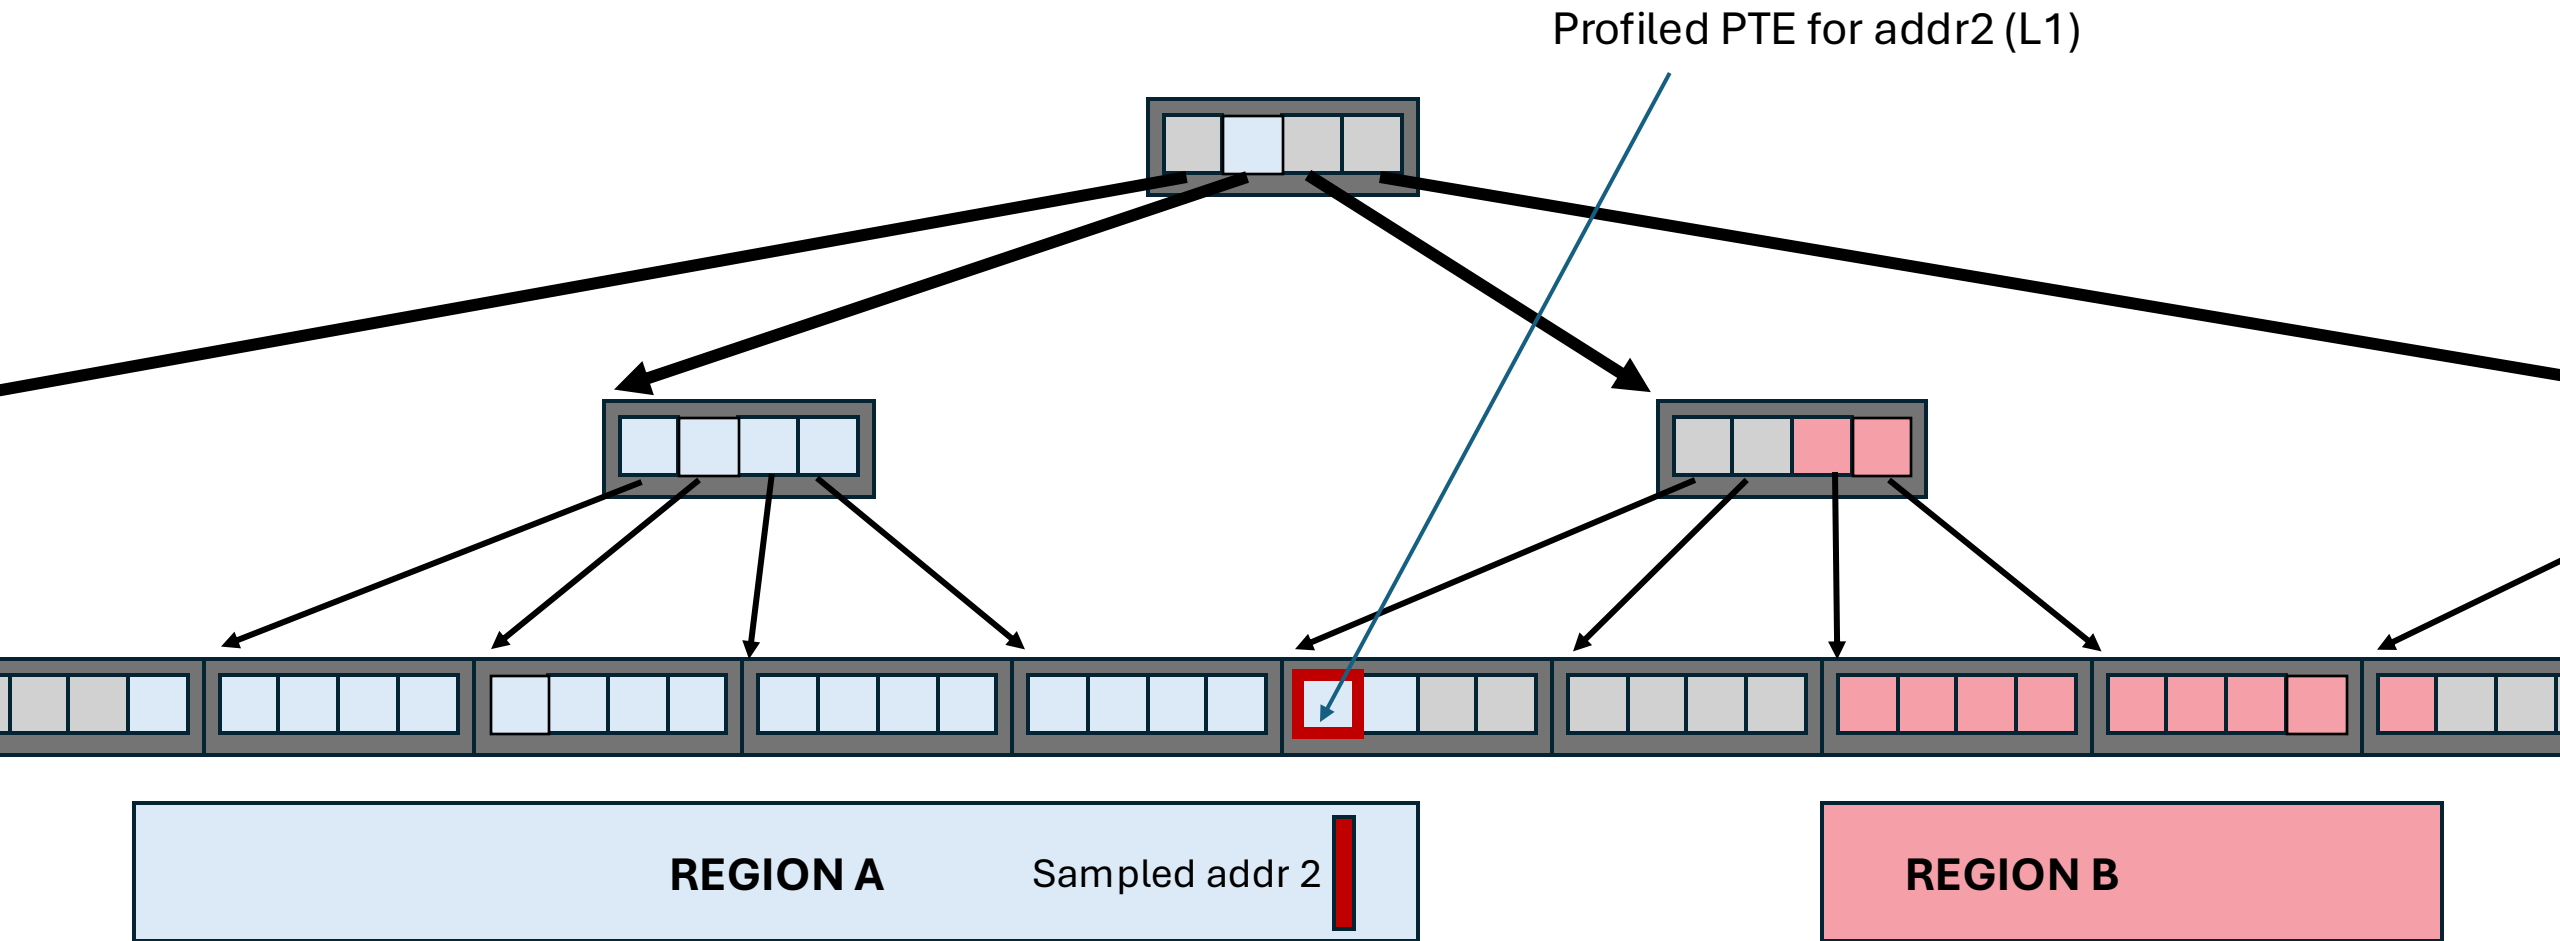 Profiled PTE for addr2 (L1)
REGION A
Sampled addr 2
REGION B